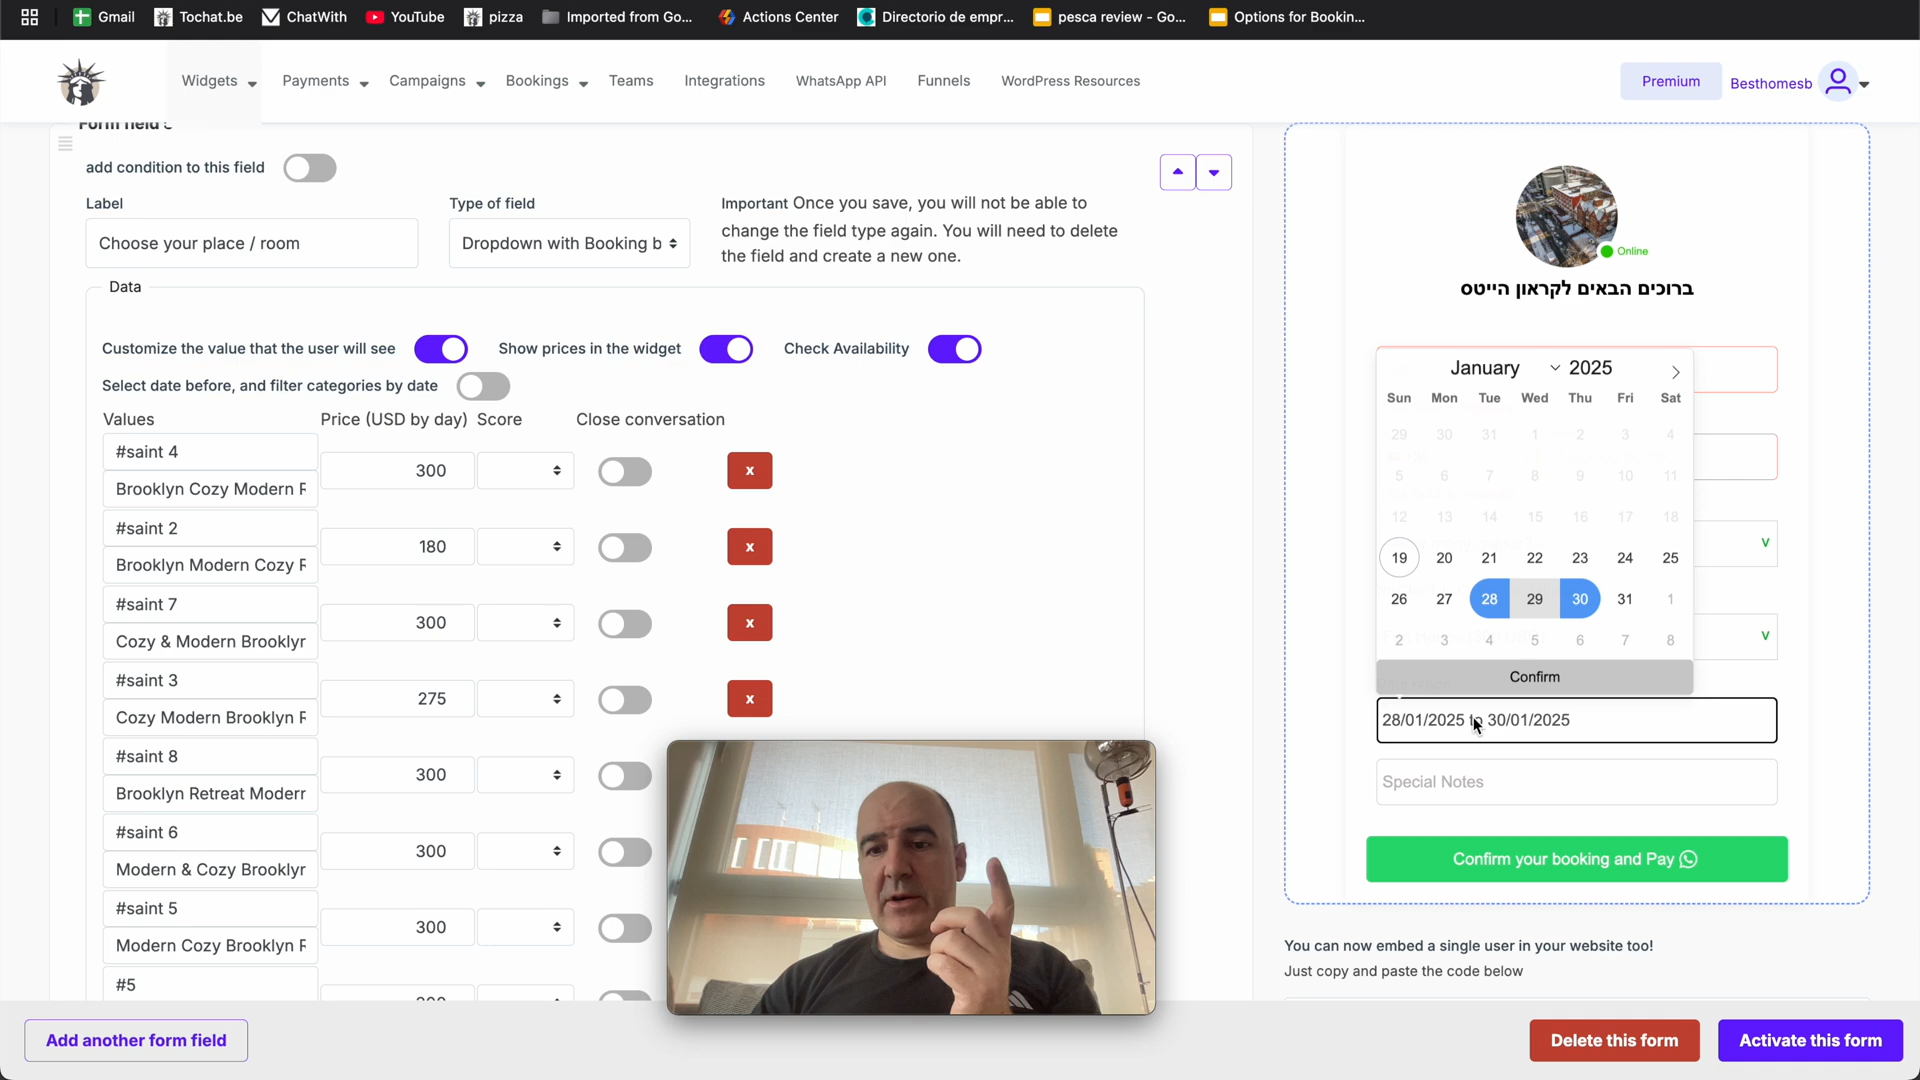 Gmail
Tochat.be
ChatWith
YouTube
pizza
Imported from Go...
Actions Center
Directorio de empr...
pesca review - Go...
Options for Bookin...
Widgets
Payments
Campaigns
Bookings
Teams
Integrations
WhatsApp API
Funnels
WordPress Resources
Premium
Besthomesb
add condition to this field
Label
Type of field
Choose your place / room
Dropdown with Booking b
Important Once you save, you will not be able to
change the field type again. You will need to delete
the field and create a new one.
Data
Customize the value that the user will see
Show prices in the widget
Check Availability
Select date before, and filter categories by date
Values
Price (USD by day)
Score
Close conversation
#saint 4
Brooklyn Cozy Modern
300
x
#saint 2
Brooklyn Modern Cozy
180
x
#saint 7
Cozy & Modern
300
x
#saint 3
Cozy Modern Brooklyn
275
x
#saint 8
Brooklyn Retreat Modern
300
#saint 6
Modern & Cozy
300
#saint 5
Modern Cozy Brooklyn
300
#5
Add another form field
Online
ברוכים הבאים לקראון הייטס
January 2025
Sun Mon Tue Wed Thu Fri Sat
29 30 31 1 2 3 4
5 6 7 8 9 10 11
12 13 14 15 16 17 18
19 20 21 22 23 24 25
26 27 28 29 30 31 1
2 3 4 5 6 7 8
Confirm
28/01/2025 to 30/01/2025
Special Notes
Confirm your booking and Pay
You can now embed a single user in your website too!
Just copy and paste the code below
Delete this form
Activate this form